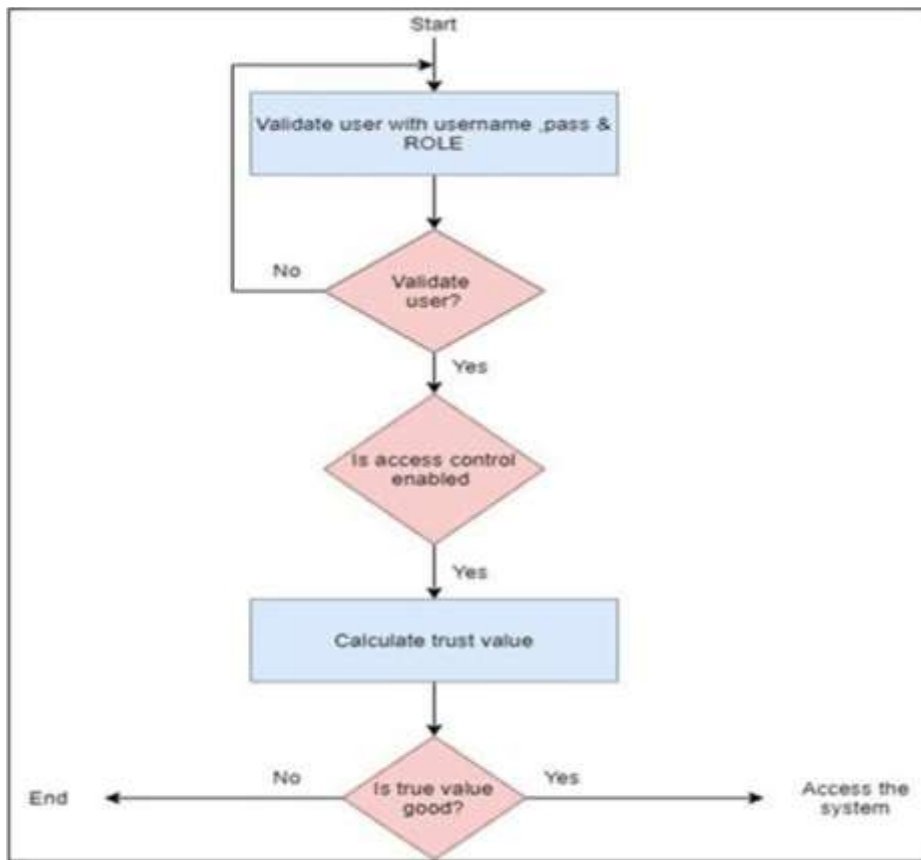 Start
Validate user with username ,pass &
ROLE
No
Validate
user?
Yes
Is access control
enabled
Yes
Calculate trust value
End
No
Is true value
good?
Yes
Access the
system